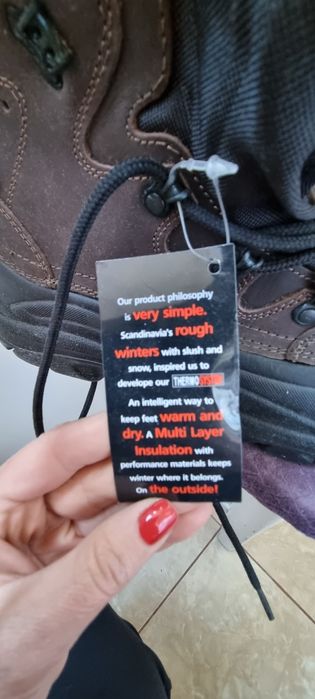 Our product philosophy
is very simple.
Scandinavia's rough
winters with slush and
snow, inspired us to
develope our THERMOSYSTEM
An intelligent way to
keep feet warm and
dry. A Multi Layer
Insulation with
performance materials keeps
winter where it belongs.
On the outside!